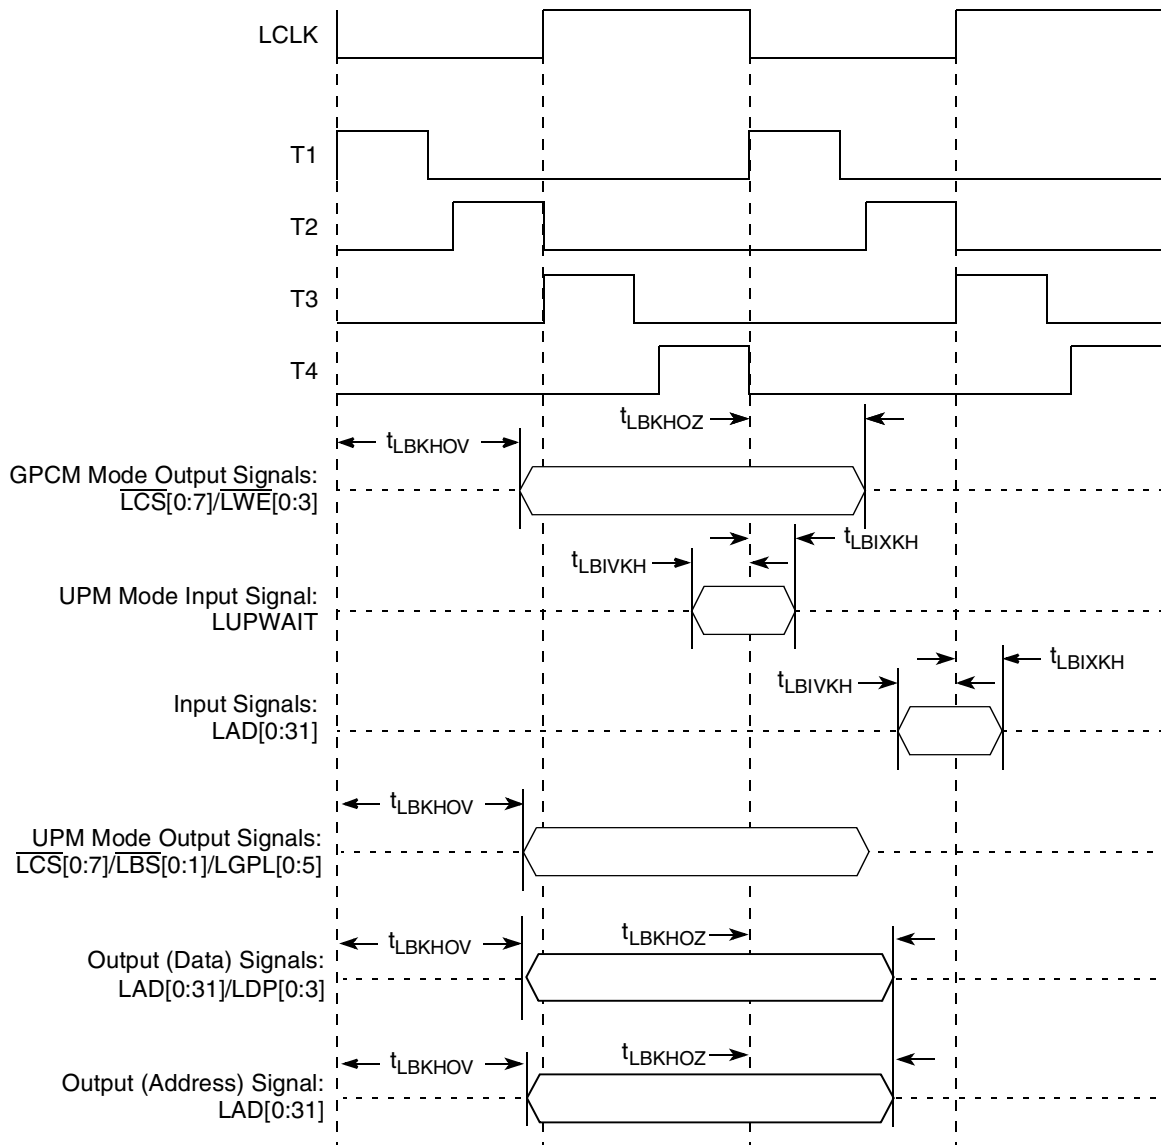 LCLK
T1
T2
T3
T4
tLBKHOZ
tLBKHOV
GPCM Mode Output Signals:
LCS[0:7]/LWE[0:3]
tLBIXKH
tLBIVKH
UPM Mode Input Signal:
LUPWAIT
tLBIXKH
tLBIVKH
Input Signals:
LAD[0:31]
tLBKHOV
UPM Mode Output Signals:
LCS[0:7]/LBS[0:1]/LGPL[0:5]
tLBKHOV
tLBKHOZ
Output (Data) Signals:
LAD[0:31]/LDP[0:3]
tLBKHOZ
tLBKHOV
Output (Address) Signal:
LAD[0:31]